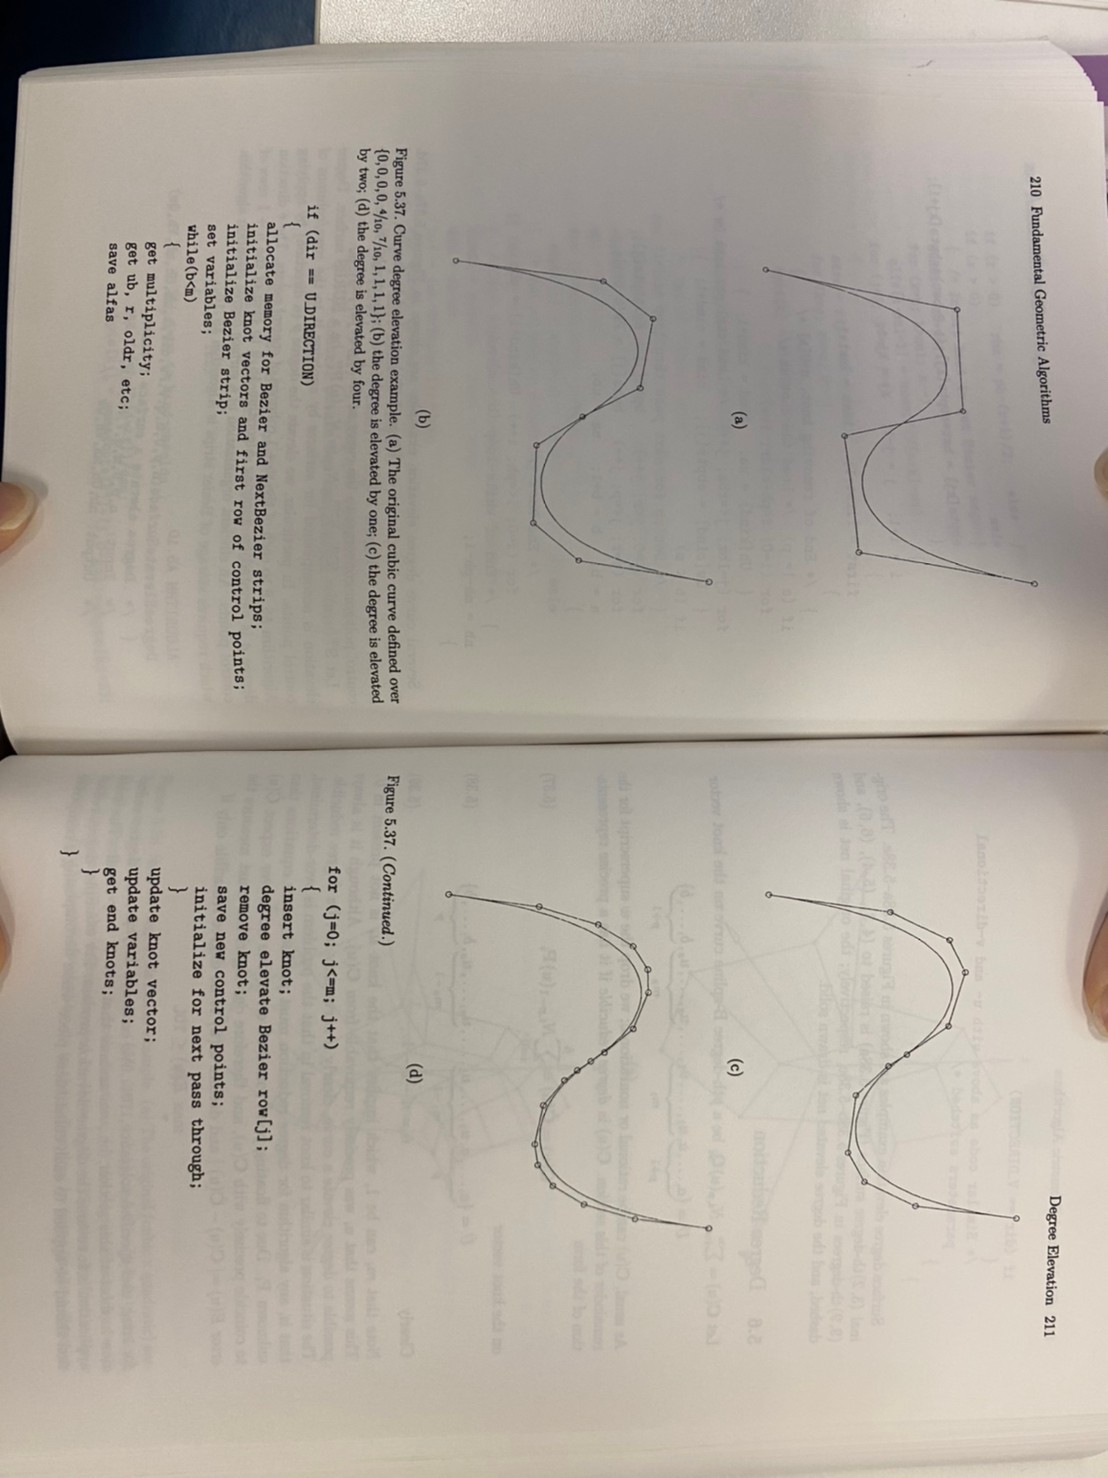 210 Fundamental Geometric Algorithms
(a)
(b)
Figure 5.37. Curve degree elevation example. (a) The original cubic curve defined over
{0,0,0,0, 4/10, 7/10, 1,1,1,1}; (b) the degree is elevated by one; (c) the degree is elevated
by two; (d) the degree is elevated by four.
if (dir == U_DIRECTION)
{
allocate memory for Bezier and NextBezier strips;
initialize knot vectors and first row of control points;
initialize Bezier strip;
set variables;
while(b<m)
{
get multiplicity;
get ub, r, oldr, etc;
save alfas
Degree Elevation 211
(c)
(d)
Figure 5.37. (Continued.)
for (j=0; j<=m; j++)
{
insert knot;
degree elevate Bezier row[j];
remove knot;
save new control points;
initialize for next pass through;
}
update knot vector;
update variables;
get end knots;
}
}